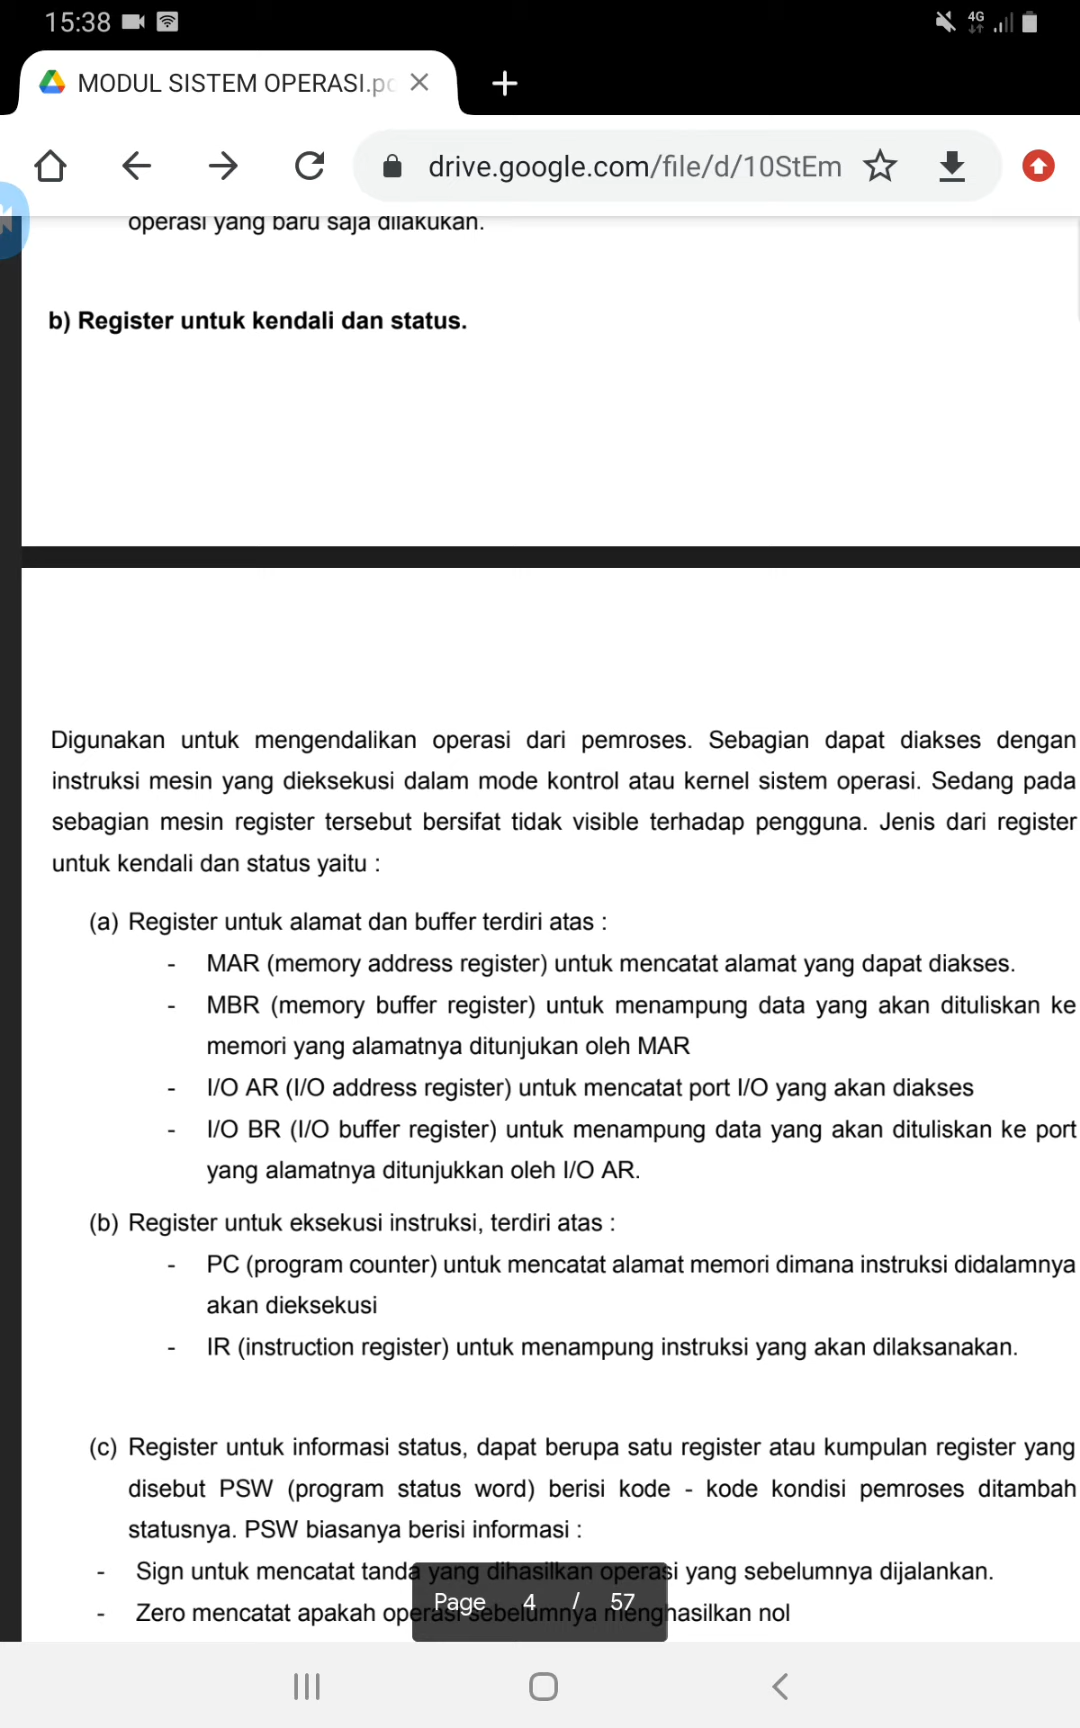 15:38
4G
MODUL SISTEM OPERASI.pd
drive.google.com/file/d/10StEm
operasi yang baru saja dilakukan.
b) Register untuk kendali dan status.
Digunakan untuk mengendalikan operasi dari pemroses. Sebagian dapat diakses dengan
instruksi mesin yang dieksekusi dalam mode kontrol atau kernel sistem operasi. Sedang pada
sebagian mesin register tersebut bersifat tidak visible terhadap pengguna. Jenis dari register
untuk kendali dan status yaitu :
(a) Register untuk alamat dan buffer terdiri atas :
- MAR (memory address register) untuk mencatat alamat yang dapat diakses.
- MBR (memory buffer register) untuk menampung data yang akan dituliskan ke
memori yang alamatnya ditunjukan oleh MAR
- I/O AR (I/O address register) untuk mencatat port I/O yang akan diakses
- I/O BR (I/O buffer register) untuk menampung data yang akan dituliskan ke port
yang alamatnya ditunjukkan oleh I/O AR.
(b) Register untuk eksekusi instruksi, terdiri atas :
- PC (program counter) untuk mencatat alamat memori dimana instruksi didalamnya
akan dieksekusi
- IR (instruction register) untuk menampung instruksi yang akan dilaksanakan.
(c) Register untuk informasi status, dapat berupa satu register atau kumpulan register yang
disebut PSW (program status word) berisi kode - kode kondisi pemroses ditambah
statusnya. PSW biasanya berisi informasi :
- Sign untuk mencatat tanda yang dihasilkan operasi yang sebelumnya dijalankan.
- Zero mencatat apakah operasi sebelumnya menghasilkan nol
Page 4 / 57